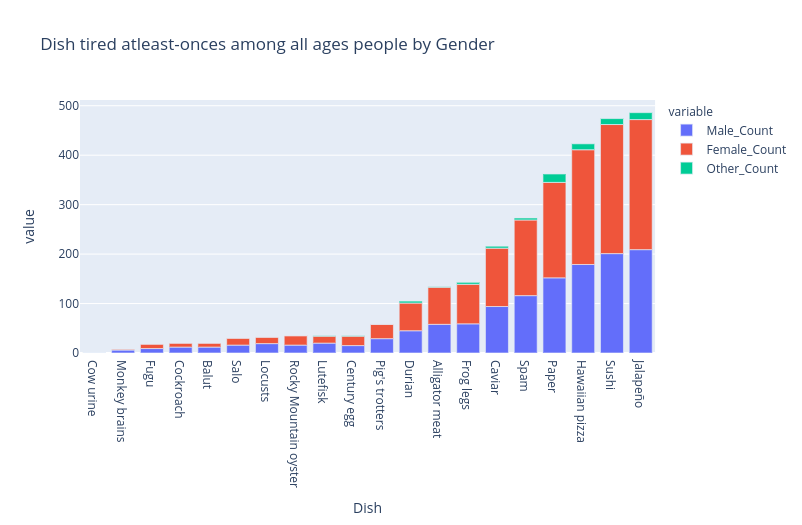 Dish tired atleast-onces among all ages people by Gender
variable
Male_Count
Female_Count
Other_Count
value
500
400
300
200
100
0
Cow urine
Monkey brains
Fugu
Cockroach
Balut
Salo
Locusts
Rocky Mountain oyster
Lutefisk
Century egg
Pig's trotters
Durian
Alligator meat
Frog legs
Caviar
Spam
Paper
Hawaiian pizza
Sushi
Jalapeño
Dish